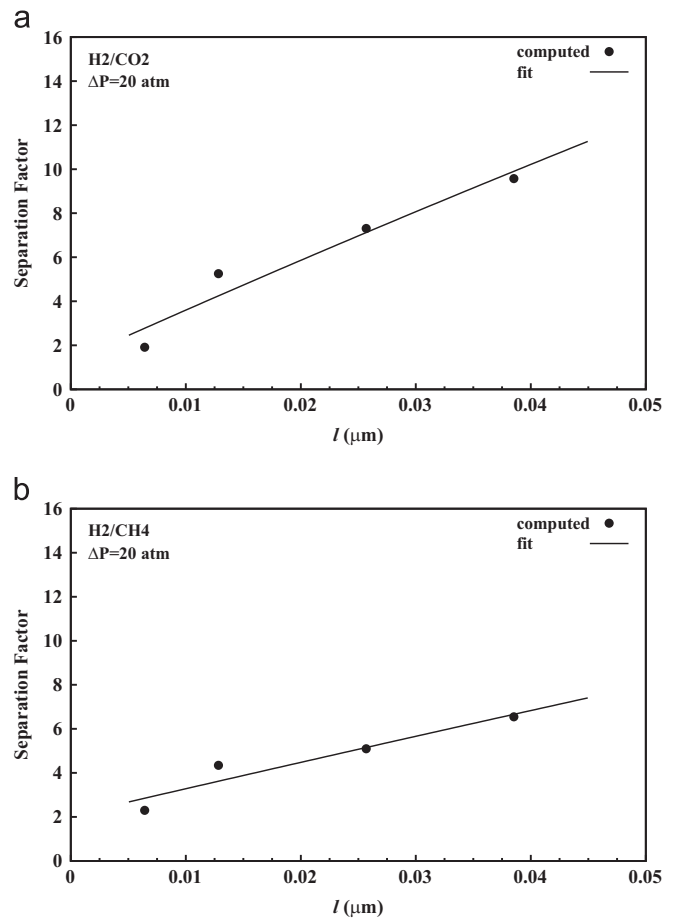 a
16
14
12
10
8
6
4
2
0
Separation Factor
H2/CO2
ΔP=20 atm
computed
fit
0 0.01 0.02 0.03 0.04 0.05
l (μm)
b
16
14
12
10
8
6
4
2
0
Separation Factor
H2/CH4
ΔP=20 atm
computed
fit
0 0.01 0.02 0.03 0.04 0.05
l (μm)